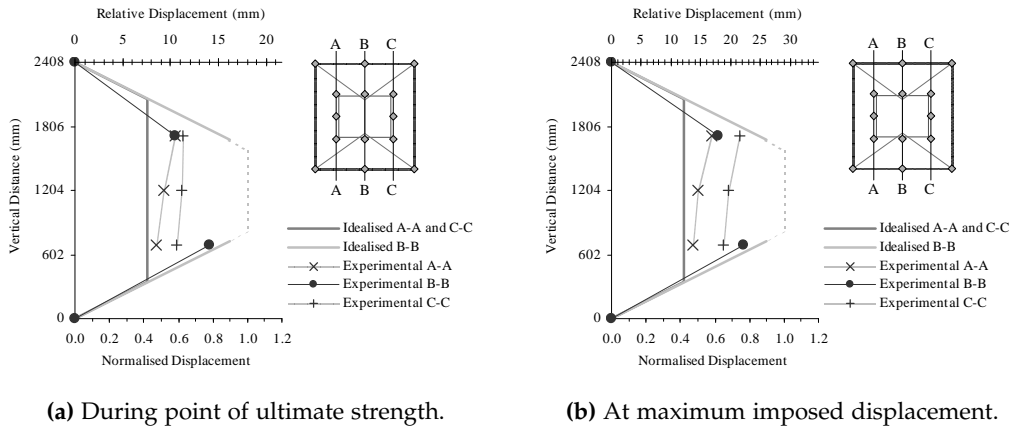 Relative Displacement (mm)
0 5 10 15 20
2408
1806
1204
602
0
Vertical Distance (mm)
0.0 0.2 0.4 0.6 0.8 1.0 1.2
Normalised Displacement
A B C
A B C
Idealised A-A and C-C
Idealised B-B
Experimental A-A
Experimental B-B
Experimental C-C
(a) During point of ultimate strength.
Relative Displacement (mm)
0 5 10 15 20 25 30
2408
1806
1204
602
0
Vertical Distance (mm)
0.0 0.2 0.4 0.6 0.8 1.0 1.2
Normalised Displacement
A B C
A B C
Idealised A-A and C-C
Idealised B-B
Experimental A-A
Experimental B-B
Experimental C-C
(b) At maximum imposed displacement.